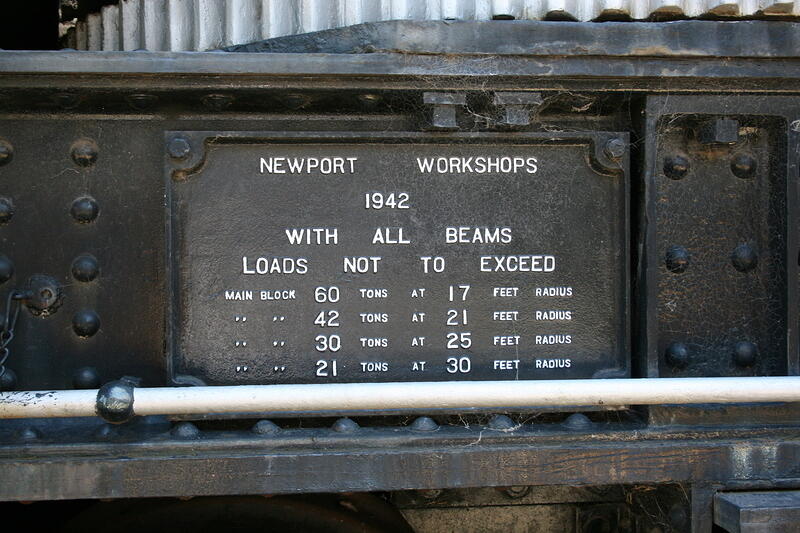 NEWPORT WORKSHOPS
1942
WITH ALL BEAMS
LOADS NOT TO EXCEED
MAIN BLOCK 60 TONS AT 17 FEET RADIUS
" " 42 TONS AT 21 FEET RADIUS
" " 30 TONS AT 25 FEET RADIUS
" " 21 TONS AT 30 FEET RADIUS